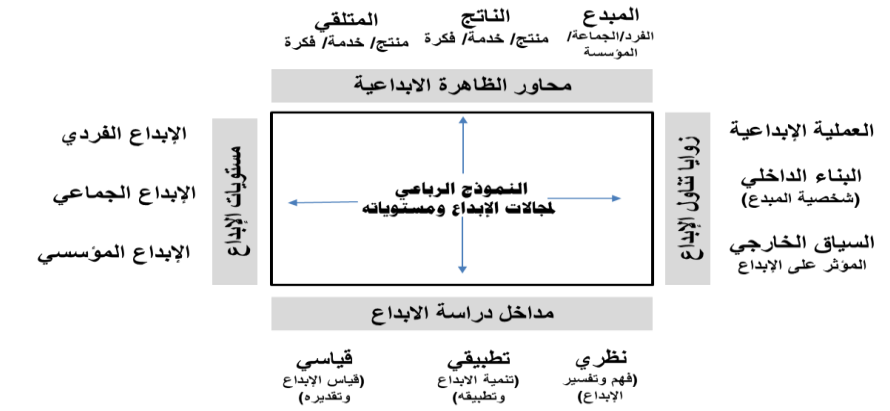 المبدع
الفرد/الجماعة/
المؤسسة
الناتج
منتج/ خدمة/ فكرة
المتلقي
منتج/ خدمة/ فكرة
محاور الظاهرة الابداعية
زوايا تناول الإبداع
العملية الإبداعية
البناء الداخلي
(شخصية المبدع)
السياق الخارجي
المؤثر على الإبداع
النموذج الرباعي
لمجالات الإبداع ومستوياته
مستويات الإبداع
الإبداع الفردي
الإبداع الجماعي
الإبداع المؤسسي
مداخل دراسة الابداع
نظري
(فهم وتفسير
الإبداع)
تطبيقي
(تنمية الابداع
وتطبيقه)
قياسي
(قياس الإبداع
وتقديره)